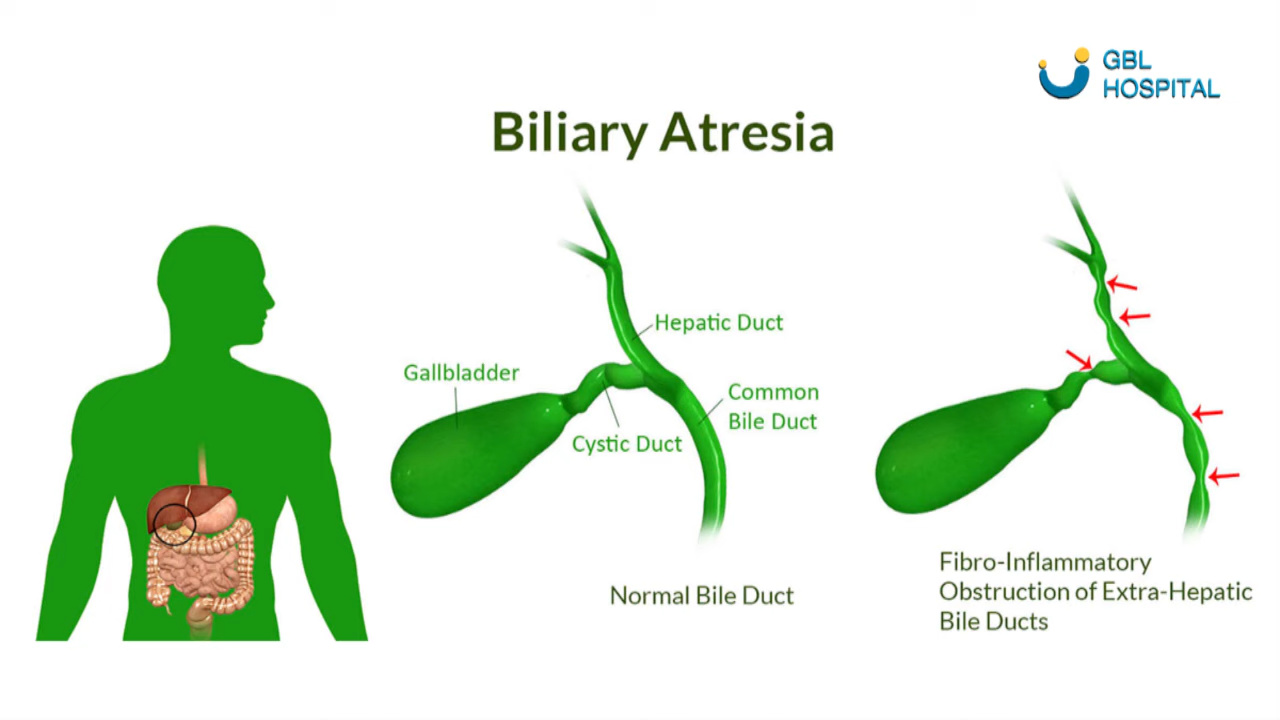 GBL
HOSPITAL
Biliary Atresia
Hepatic Duct
Gallbladder
Common
Bile Duct
Cystic Duct
Normal Bile Duct
Fibro-Inflammatory
Obstruction of Extra-Hepatic
Bile Ducts